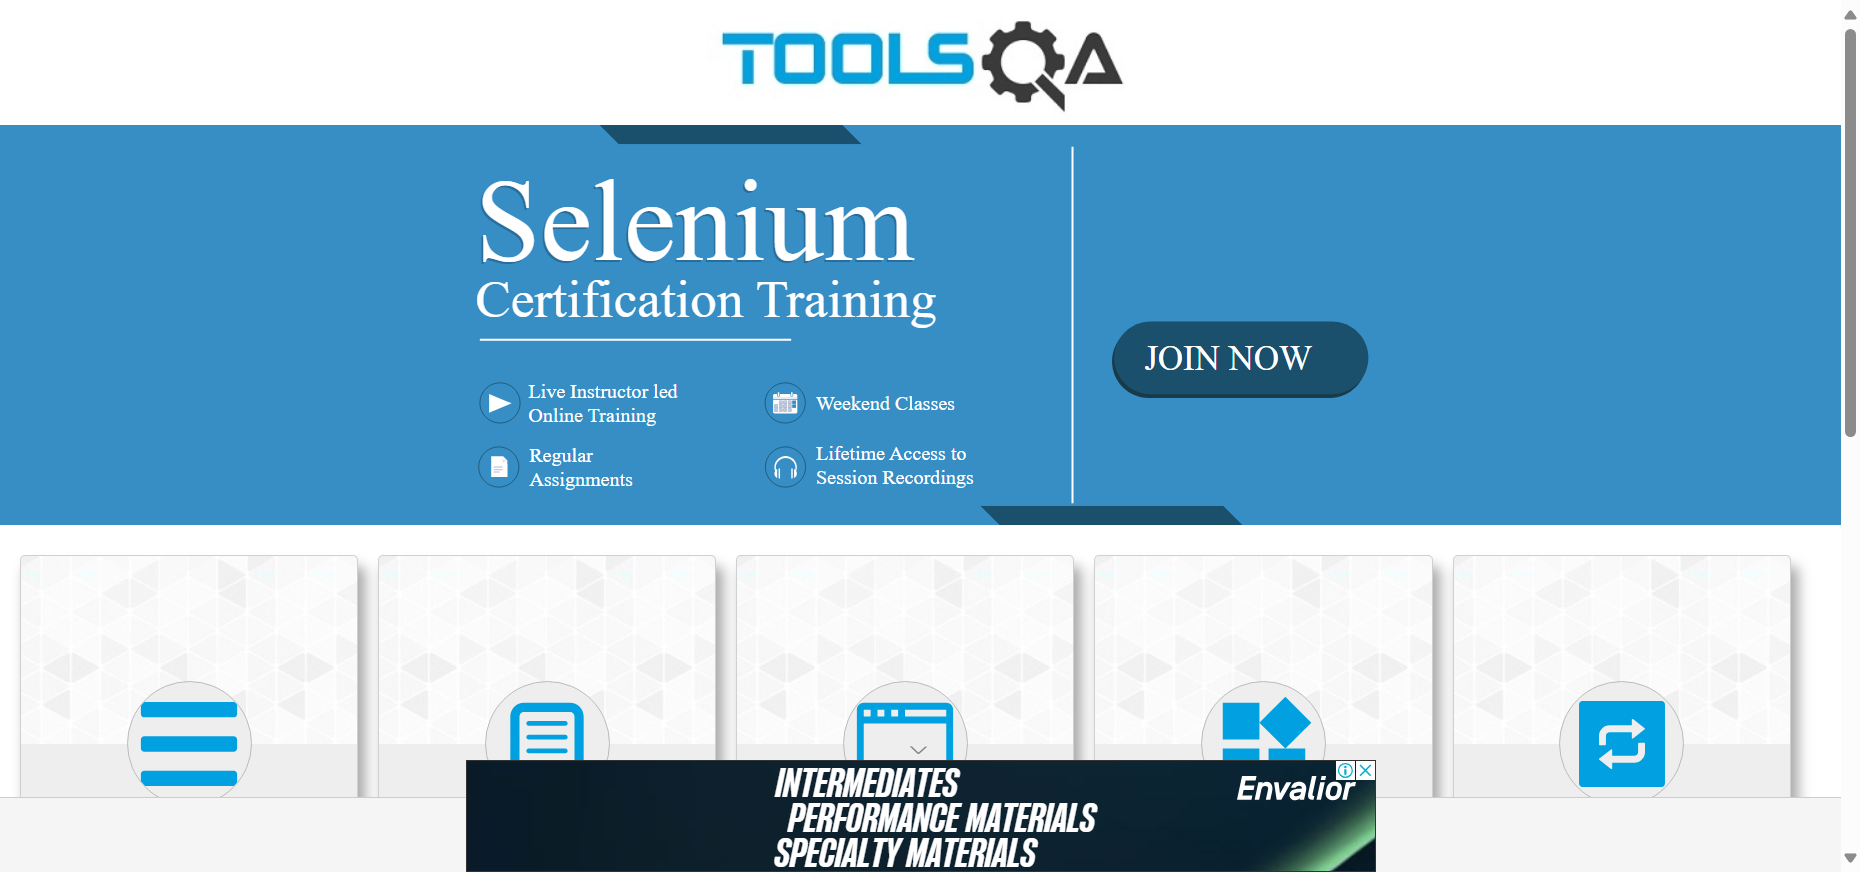 TOOLSQA
Selenium
Certification Training
Live Instructor led
Online Training
Weekend Classes
Regular
Assignments
Lifetime Access to
Session Recordings
JOIN NOW
INTERMEDIATES
PERFORMANCE MATERIALS
SPECIALTY MATERIALS
Envalior